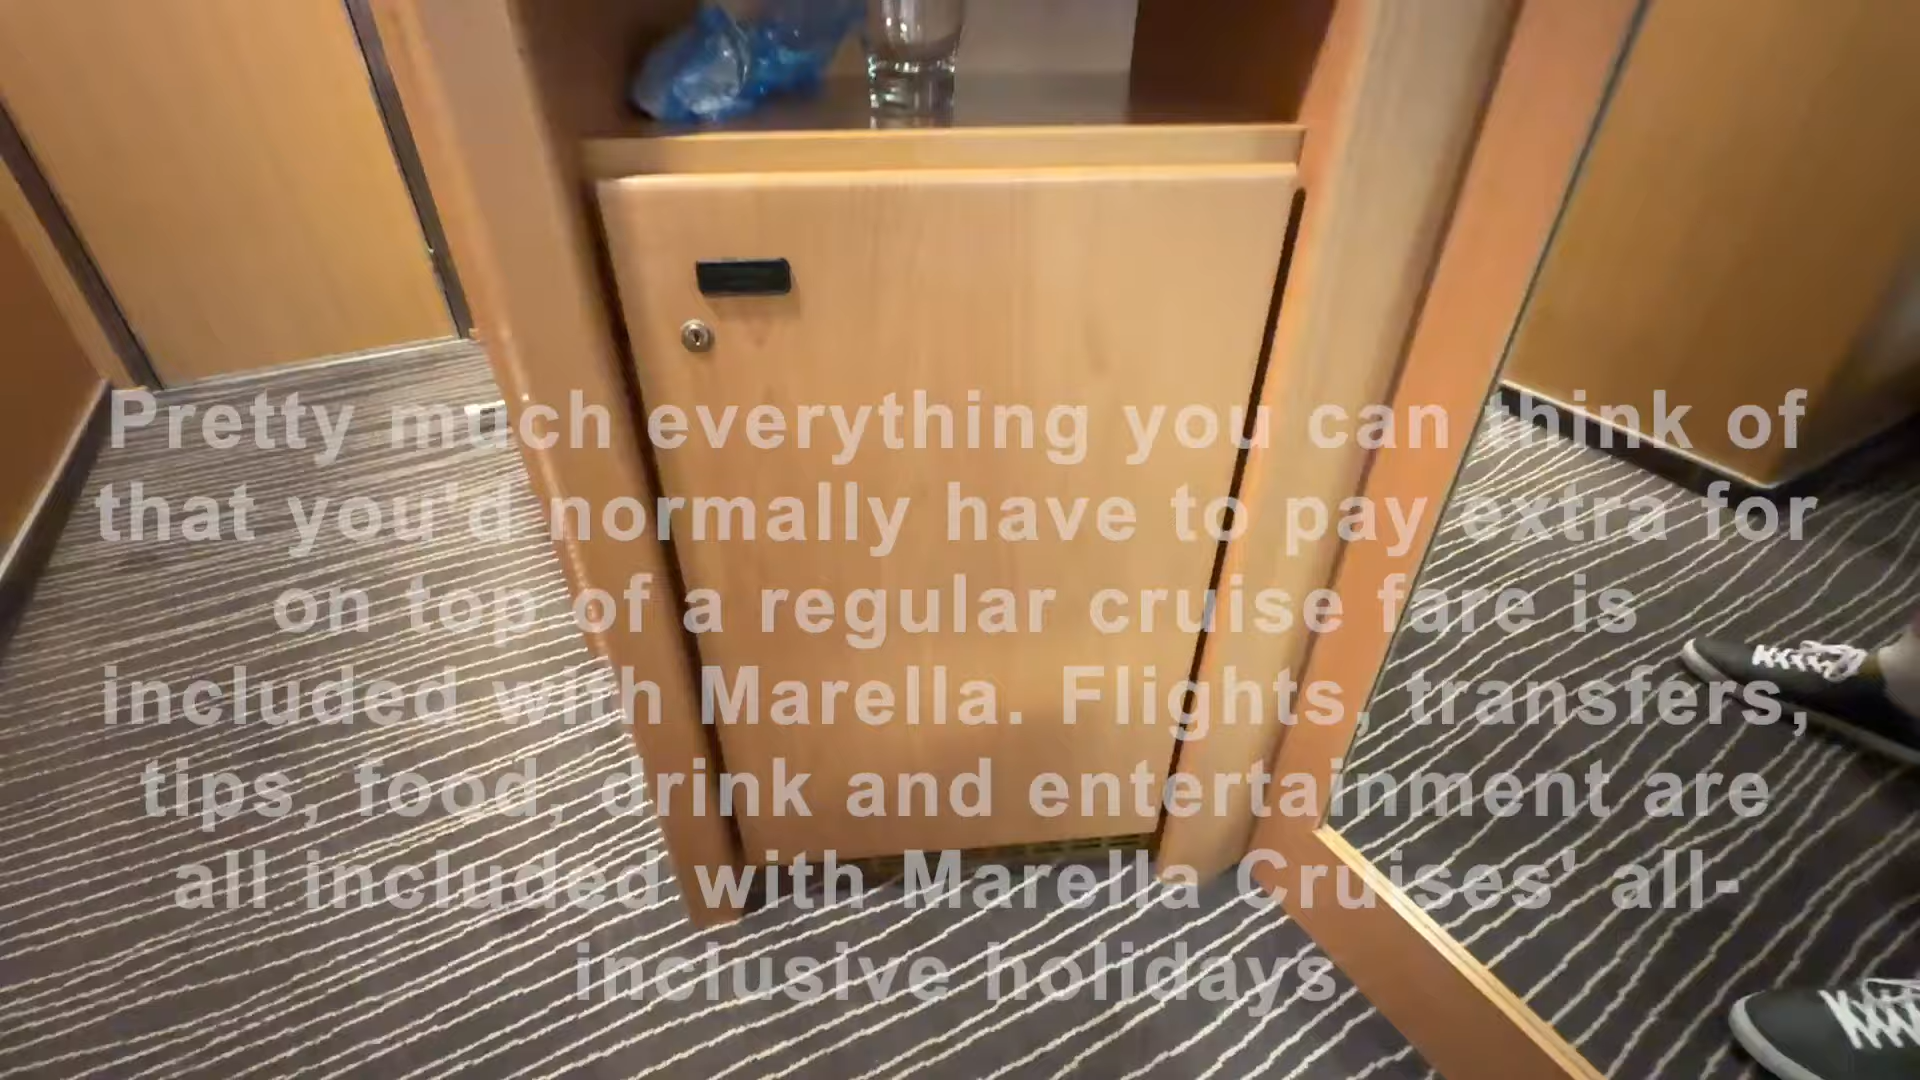 Pretty much everything you can think of
that you'd normally have to pay extra for
on top of a regular cruise fare is
included with Marella. Flights, transfers,
tips, food, drink and entertainment are
all included with Marella Cruises' all-
inclusive holidays